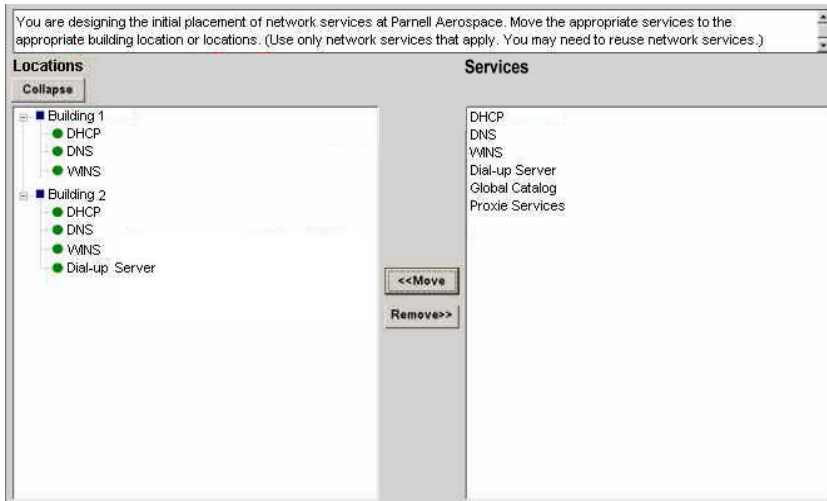 You are designing the initial placement of network services at Parnell Aerospace. Move the appropriate services to the
appropriate building location or locations. (Use only network services that apply. You may need to reuse network services.)
Locations
Services
Collapse
Building 1
DHCP
DNS
WINS
Building 2
DHCP
DNS
WINS
Dial-up Server
<<Move
Remove>>
DHCP
DNS
WINS
Dial-up Server
Global Catalog
Proxie Services